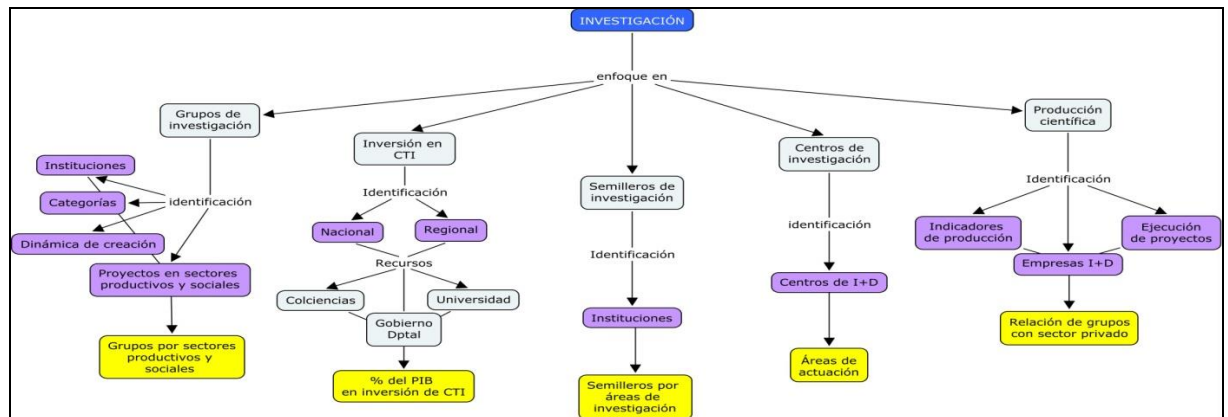 INVESTIGACIÓN
enfoque en
Grupos de
investigación
Inversión en
CTI
Semilleros de
investigación
Centros de
investigación
Producción
científica
Instituciones
Categorías
Dinámica de creación
identificación
Proyectos en sectores
productivos y sociales
Grupos por sectores
productivos y
sociales
Identificación
Nacional
Regional
Recursos
Colciencias
Universidad
Gobierno
Dptal
% del PIB
en inversión de CTI
Identificación
Instituciones
Semilleros por
áreas de
investigación
identificación
Centros de I+D
Áreas de
actuación
Identificación
Indicadores
de producción
Ejecución
de proyectos
Empresas I+D
Relación de grupos
con sector privado